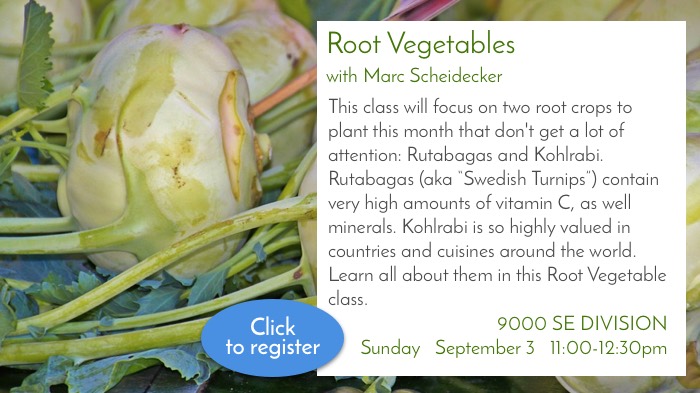 Root Vegetables
with Marc Scheidecker
This class will focus on two root crops to
plant this month that don't get a lot of
attention: Rutabagas and Kohlrabi.
Rutabagas (aka "Swedish Turnips") contain
very high amounts of vitamin C, as well
minerals. Kohlrabi is so highly valued in
countries and cuisines around the world.
Learn all about them in this Root Vegetable
class.
9000 SE DIVISION
Sunday September 3 11:00-12:30pm
Click
to register